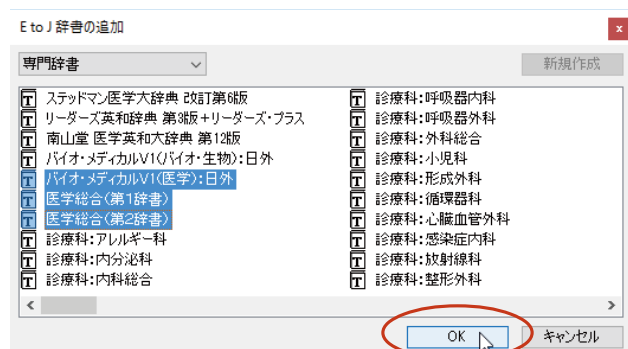 E to J 辞書の追加
x
専門辞書
新規作成
ステッドマン医学大辞典 改訂第6版
リーダーズ英和辞典 第3版+リーダーズ・プラス
南山堂 医学英和大辞典 第12版
バイオ・メディカルV1(バイオ・生物):日外
バイオ・メディカルV1(医学):日外
医学総合(第1辞書)
医学総合(第2辞書)
診療科:アレルギー科
診療科:内分泌科
診療科:内科総合
診療科:呼吸器内科
診療科:呼吸器外科
診療科:外科総合
診療科:小児科
診療科:形成外科
診療科:循環器科
診療科:心臓血管外科
診療科:感染症内科
診療科:放射線科
診療科:整形外科
OK
キャンセル